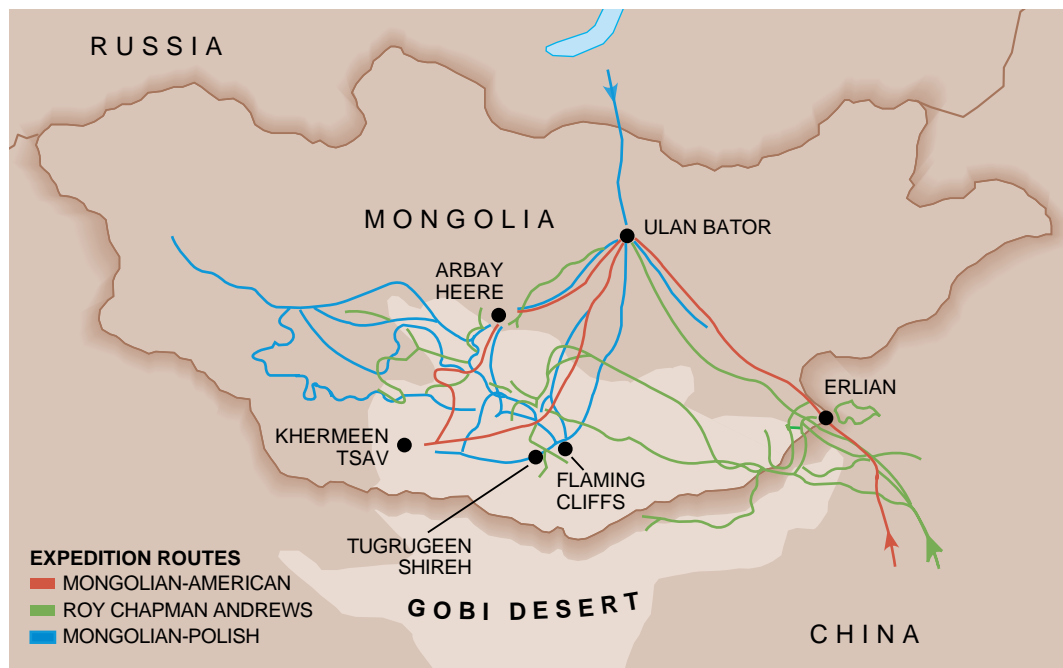 RUSSIA
MONGOLIA
ULAN BATOR
ARBAY
HEERE
ERLIAN
KHERMEEN
TSAV
FLAMING
CLIFFS
TUGRUGEEN
SHIREH
EXPEDITION ROUTES
MONGOLIAN-AMERICAN
ROY CHAPMAN ANDREWS
MONGOLIAN-POLISH
GOBI DESERT
CHINA